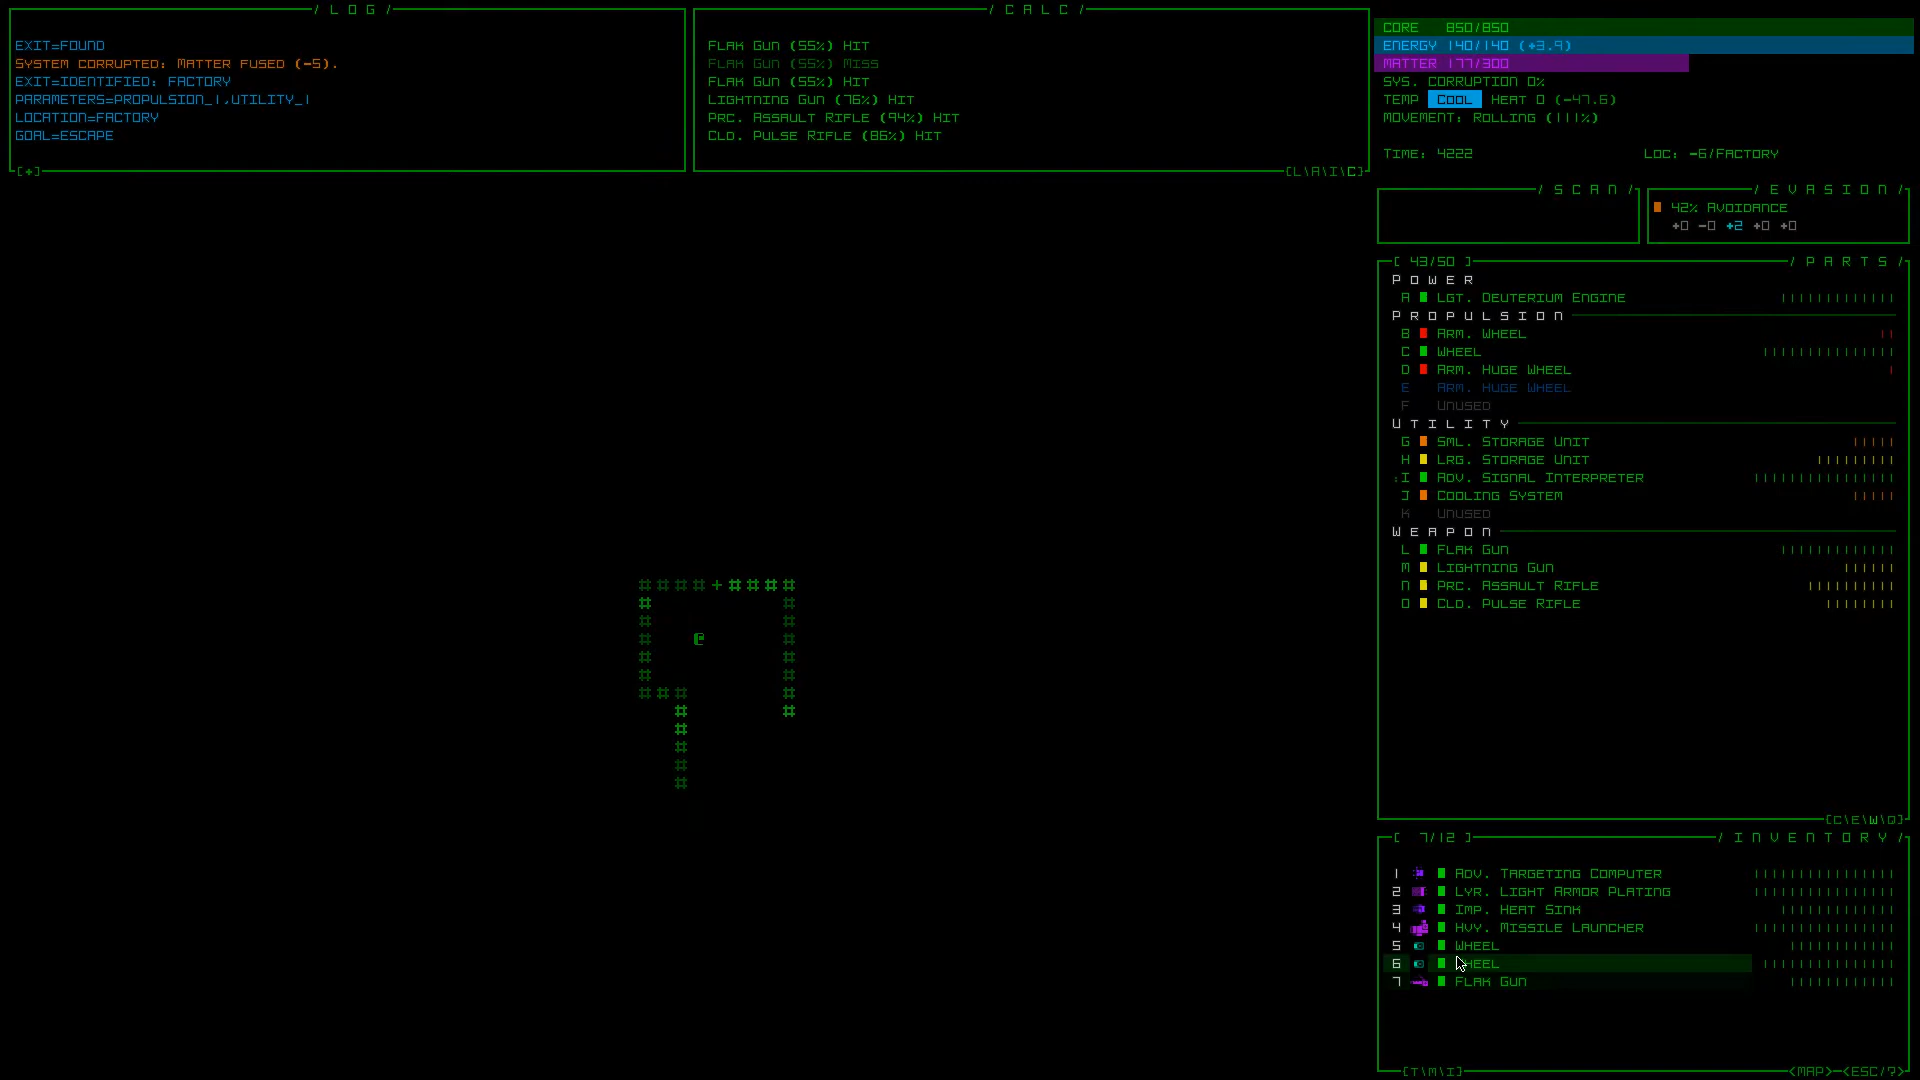 / L O G /
EXIT=FOUND
SYSTEM CORRUPTED: MATTER FUSED (-5).
EXIT=IDENTIFIED: FACTORY
PARAMETERS=PROPULSION_1,UTILITY_1
LOCATION=FACTORY
GOAL=ESCAPE
[+]
/ C A L C /
FLAK GUN (55%) HIT
FLAK GUN (55%) MISS
FLAK GUN (55%) HIT
LIGHTNING GUN (76%) HIT
PRC. ASSAULT RIFLE (94%) HIT
CLD. PULSE RIFLE (86%) HIT
[L\A\I\C]
CORE 850/850
ENERGY 140/140 (+3.9)
MATTER 177/300
SYS. CORRUPTION 0%
TEMP COOL HEAT 0 (-47.6)
MOVEMENT: ROLLING (111%)
TIME: 4222 LOC: -6/FACTORY
/ S C A N /
/ E V A S I O N /
42% AVOIDANCE
+0 -0 +2 +0 +0
[ 43/50 ] / P A R T S /
P O W E R
A LGT. DEUTERIUM ENGINE
P R O P U L S I O N
B ARM. WHEEL
C WHEEL
D ARM. HUGE WHEEL
E ARM. HUGE WHEEL
F UNUSED
U T I L I T Y
G SML. STORAGE UNIT
H LRG. STORAGE UNIT
:I ADV. SIGNAL INTERPRETER
J COOLING SYSTEM
K UNUSED
W E A P O N
L FLAK GUN
M LIGHTNING GUN
N PRC. ASSAULT RIFLE
O CLD. PULSE RIFLE
[C\E\W\Q]
[ 7/12 ] / I N V E N T O R Y /
1 ADV. TARGETING COMPUTER
2 LYR. LIGHT ARMOR PLATING
3 IMP. HEAT SINK
4 HVY. MISSILE LAUNCHER
5 WHEEL
6 WHEEL
7 FLAK GUN
[T\M\I] <MAP>-<ESC/?>
# # # # + # # # #
# #
# #
# @ #
# #
# #
# # # #
# #
#
#
#
#